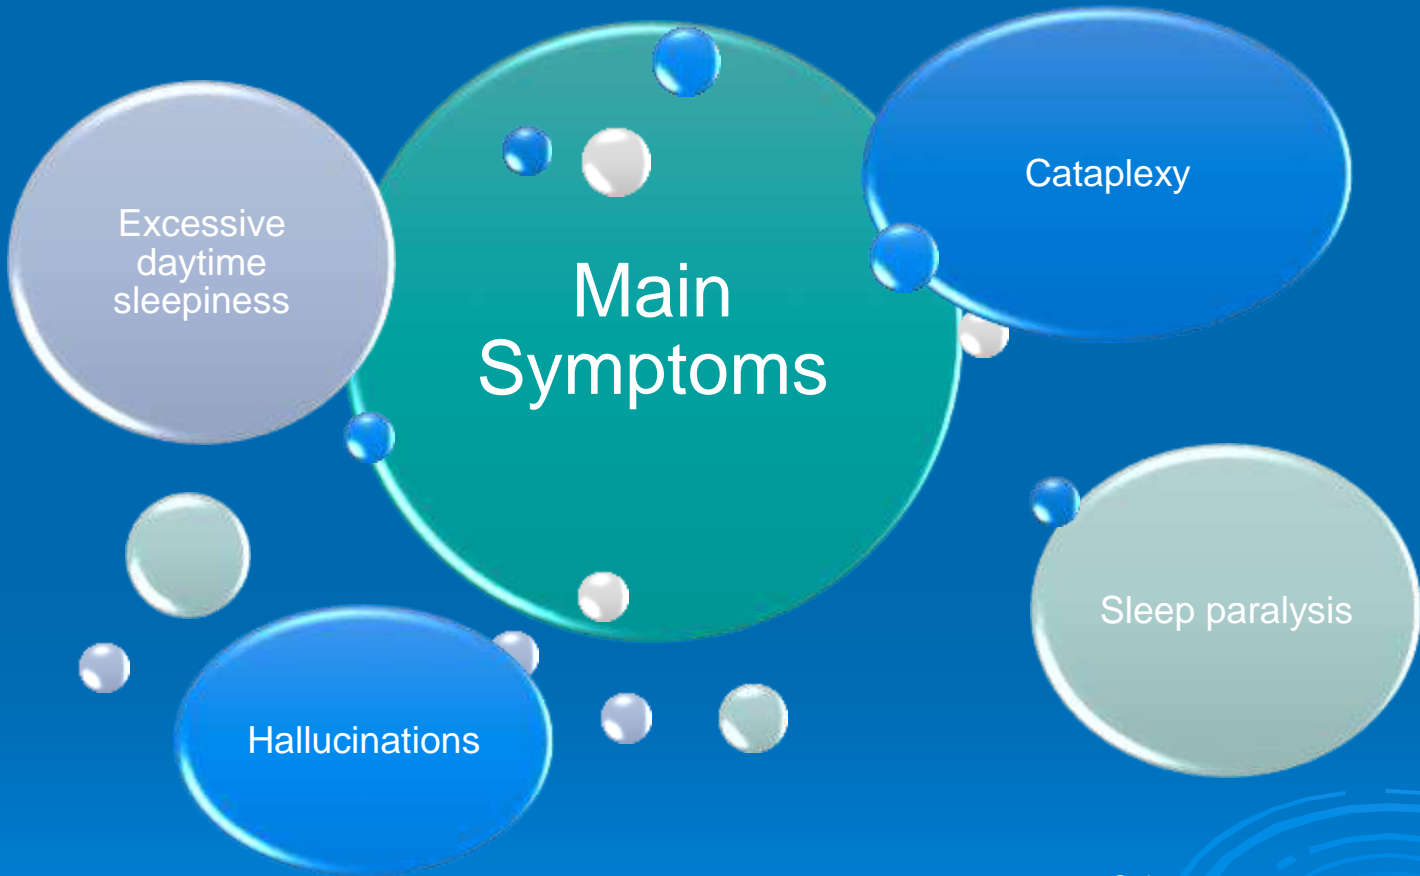 Main
Symptoms
Excessive
daytime
sleepiness
Cataplexy
Sleep paralysis
Hallucinations